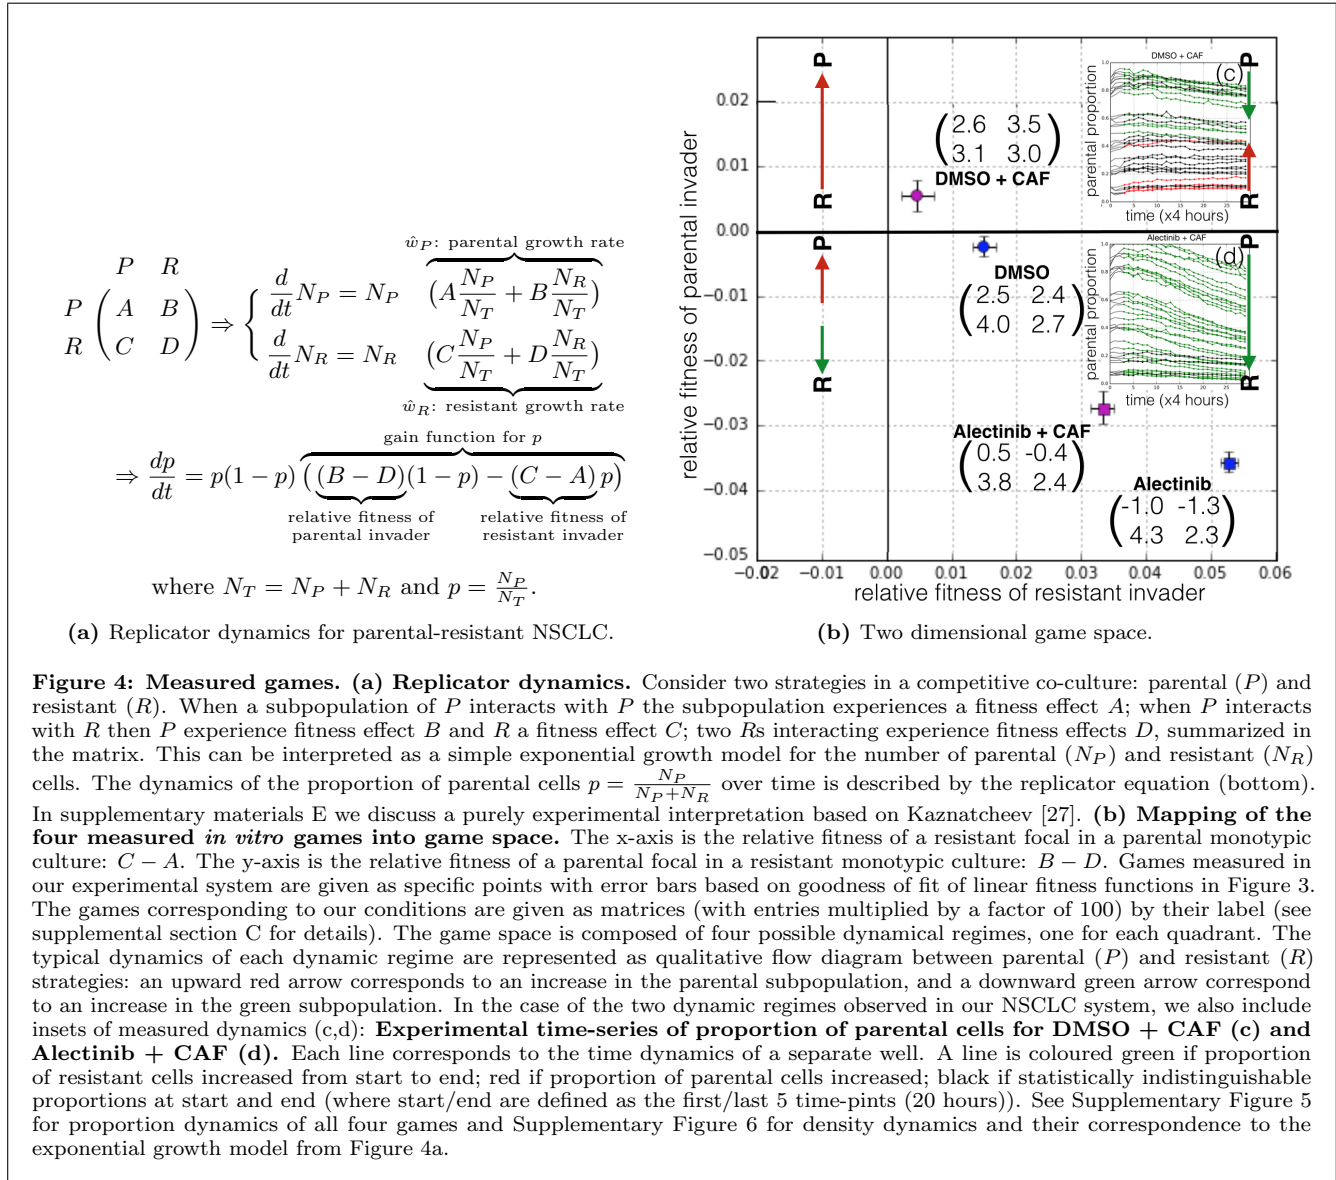 P R
P ( A B ) ⇒ { d/dt N_P = N_P (A N_P/N_T + B N_R/N_T)
R ( C D ) d/dt N_R = N_R (C N_P/N_T + D N_R/N_T)
ŵ_P: parental growth rate
ŵ_R: resistant growth rate
gain function for p
⇒ dp/dt = p(1 − p) ((B − D)(1 − p) − (C − A) p)
relative fitness of parental invader
relative fitness of resistant invader
where N_T = N_P + N_R and p = N_P/N_T.
(a) Replicator dynamics for parental-resistant NSCLC.
relative fitness of parental invader
0.02
0.01
0.00
−0.01
−0.02
−0.03
−0.04
−0.05
−0.02 −0.01 0.00 0.01 0.02 0.03 0.04 0.05 0.06
relative fitness of resistant invader
P
R
P
R
2.6 3.5
3.1 3.0
DMSO + CAF
DMSO
2.5 2.4
4.0 2.7
Alectinib + CAF
0.5 -0.4
3.8 2.4
Alectinib
-1.0 -1.3
4.3 2.3
DMSO + CAF
(c)
P
R
parental proportion
time (x4 hours)
Alectinib + CAF
(d)
P
R
parental proportion
time (x4 hours)
(b) Two dimensional game space.
Figure 4: Measured games. (a) Replicator dynamics. Consider two strategies in a competitive co-culture: parental (P) and
resistant (R). When a subpopulation of P interacts with P the subpopulation experiences a fitness effect A; when P interacts
with R then P experience fitness effect B and R a fitness effect C; two Rs interacting experience fitness effects D, summarized in
the matrix. This can be interpreted as a simple exponential growth model for the number of parental (N_P) and resistant (N_R)
cells. The dynamics of the proportion of parental cells p = N_P/(N_P+N_R) over time is described by the replicator equation (bottom).
In supplementary materials E we discuss a purely experimental interpretation based on Kaznatcheev [27]. (b) Mapping of the
four measured in vitro games into game space. The x-axis is the relative fitness of a resistant focal in a parental monotypic
culture: C − A. The y-axis is the relative fitness of a parental focal in a resistant monotypic culture: B − D. Games measured in
our experimental system are given as specific points with error bars based on goodness of fit of linear fitness functions in Figure 3.
The games corresponding to our conditions are given as matrices (with entries multiplied by a factor of 100) by their label (see
supplemental section C for details). The game space is composed of four possible dynamical regimes, one for each quadrant. The
typical dynamics of each dynamic regime are represented as qualitative flow diagram between parental (P) and resistant (R)
strategies: an upward red arrow corresponds to an increase in the parental subpopulation, and a downward green arrow correspond
to an increase in the green subpopulation. In the case of the two dynamic regimes observed in our NSCLC system, we also include
insets of measured dynamics (c,d): Experimental time-series of proportion of parental cells for DMSO + CAF (c) and
Alectinib + CAF (d). Each line corresponds to the time dynamics of a separate well. A line is coloured green if proportion
of resistant cells increased from start to end; red if proportion of parental cells increased; black if statistically indistinguishable
proportions at start and end (where start/end are defined as the first/last 5 time-pints (20 hours)). See Supplementary Figure 5
for proportion dynamics of all four games and Supplementary Figure 6 for density dynamics and their correspondence to the
exponential growth model from Figure 4a.